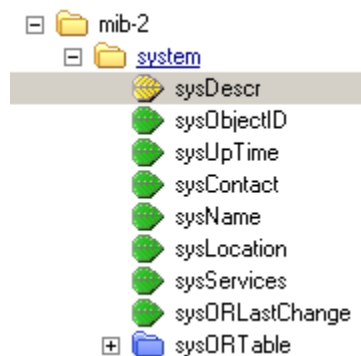 mib-2
system
sysDescr
sysObjectID
sysUpTime
sysContact
sysName
sysLocation
sysServices
sysORLastChange
sysORTable